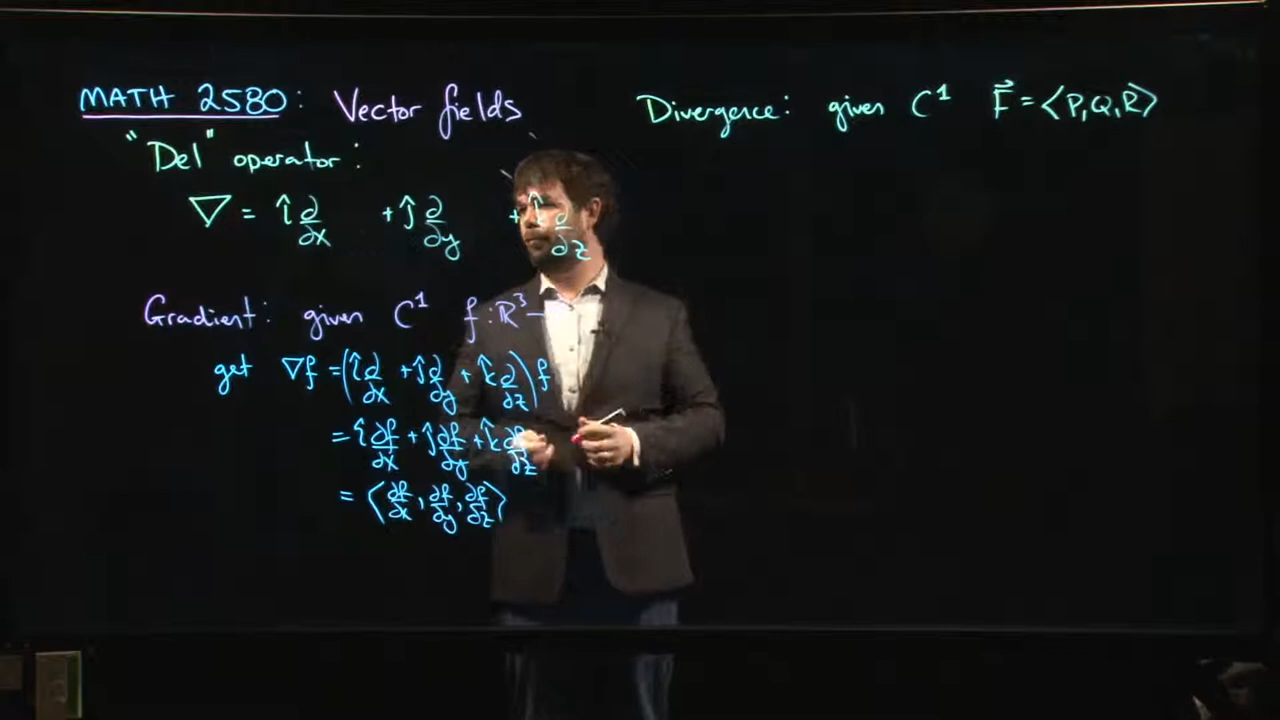 MATH 2580: Vector fields
"Del" operator:
∇ = î ∂/∂x + ĵ ∂/∂y + k̂ ∂/∂z
Gradient: given C¹ f: ℝ³ →
get ∇f = (î ∂/∂x + ĵ ∂/∂y + k̂ ∂/∂z) f
= î ∂f/∂x + ĵ ∂f/∂y + k̂ ∂f/∂z
= ⟨∂f/∂x, ∂f/∂y, ∂f/∂z⟩
Divergence: given C¹ F⃗ = ⟨P, Q, R⟩